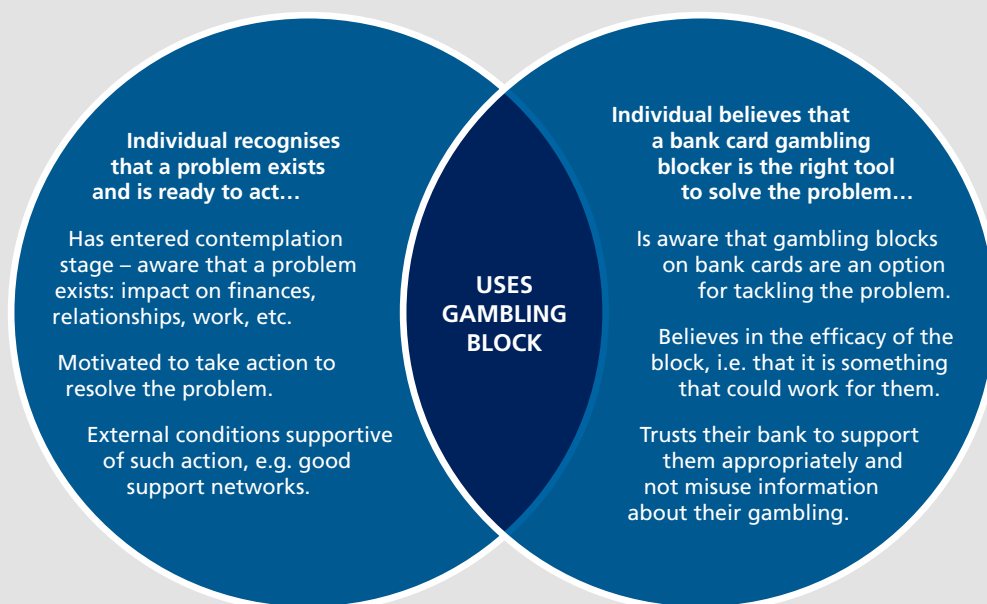 Individual recognises
that a problem exists
and is ready to act…
Has entered contemplation
stage – aware that a problem
exists: impact on finances,
relationships, work, etc.
Motivated to take action to
resolve the problem.
External conditions supportive
of such action, e.g. good
support networks.
USES
GAMBLING
BLOCK
Individual believes that
a bank card gambling
blocker is the right tool
to solve the problem…
Is aware that gambling blocks
on bank cards are an option
for tackling the problem.
Believes in the efficacy of the
block, i.e. that it is something
that could work for them.
Trusts their bank to support
them appropriately and
not misuse information
about their gambling.